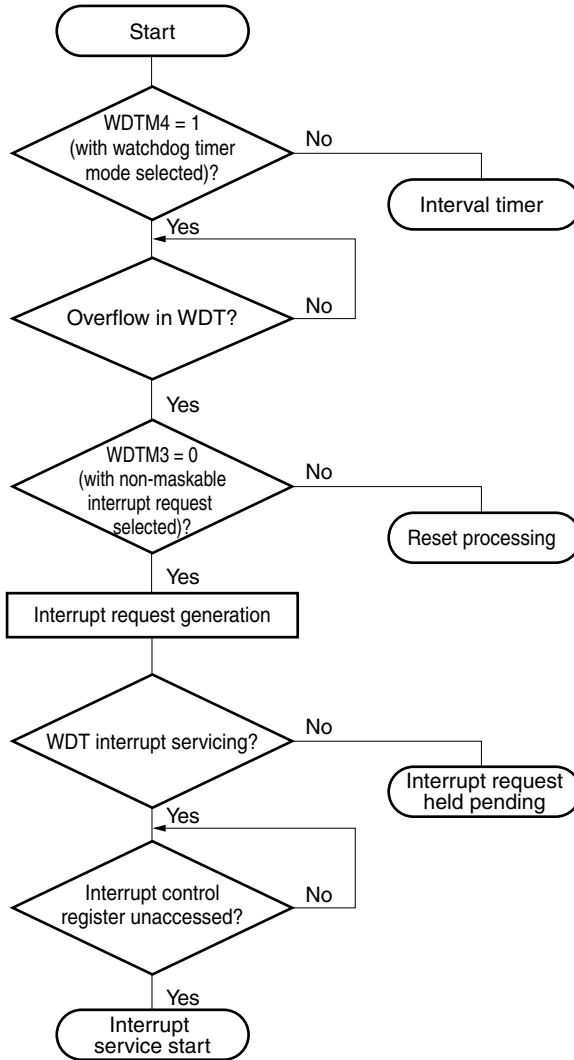 Start
WDTM4 = 1
(with watchdog timer
mode selected)?
No
Interval timer
Yes
Overflow in WDT?
No
Yes
WDTM3 = 0
(with non-maskable
interrupt request
selected)?
No
Reset processing
Yes
Interrupt request generation
WDT interrupt servicing?
No
Interrupt request
held pending
Yes
Interrupt control
register unaccessed?
No
Yes
Interrupt
service start